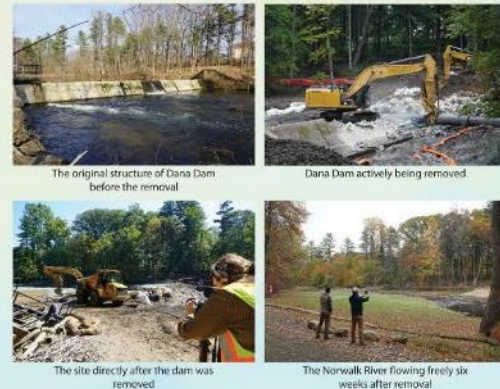 The original structure of Dana Dam
before the removal
Dana Dam actively being removed
The site directly after the dam was
removed
The Norwalk River flowing freely six
weeks after removal